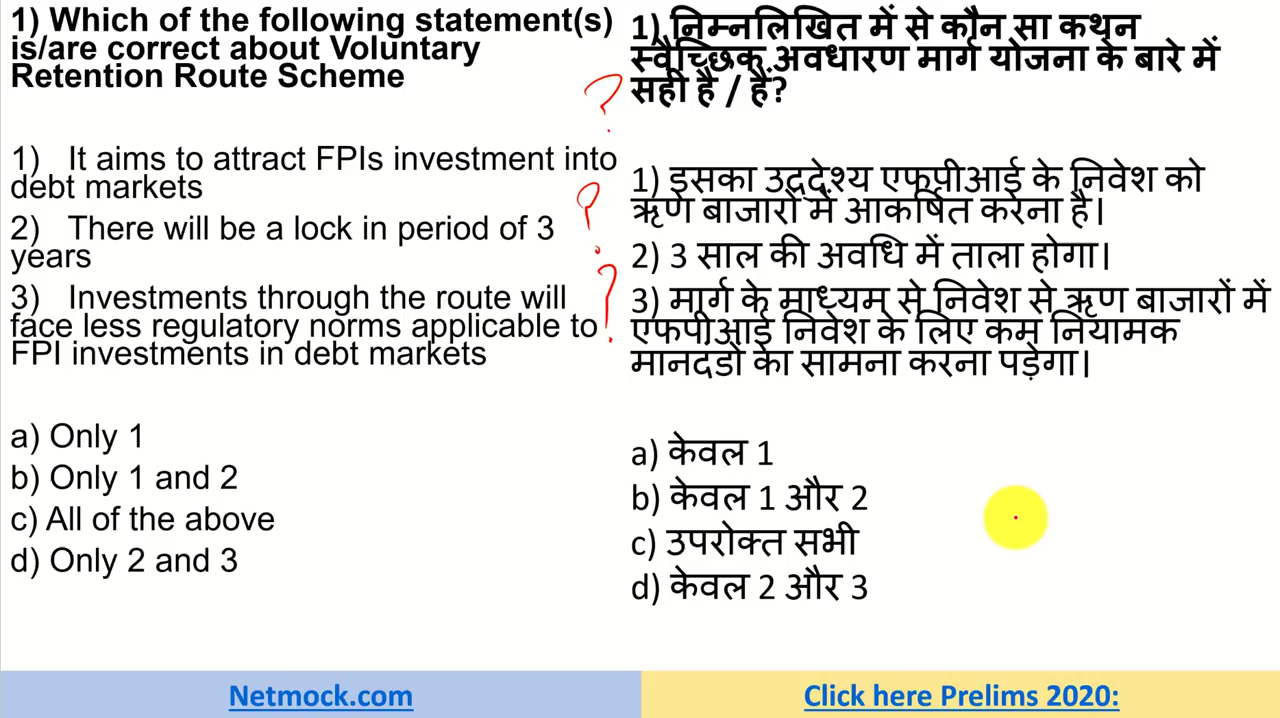 1) Which of the following statement(s)
is/are correct about Voluntary
Retention Route Scheme
1) It aims to attract FPIs investment into
debt markets
2) There will be a lock in period of 3
years
3) Investments through the route will
face less regulatory norms applicable to
FPI investments in debt markets
a) Only 1
b) Only 1 and 2
c) All of the above
d) Only 2 and 3
1) निम्नलिखित में से कौन सा कथन
स्वैच्छिक अवधारण मार्ग योजना के बारे में
सही है / हैं?
1) इसका उद्देश्य एफपीआई के निवेश को
ऋण बाजारों में आकर्षित करना है।
2) 3 साल की अवधि में ताला होगा।
3) मार्ग के माध्यम से निवेश से ऋण बाजारों में
एफपीआई निवेश के लिए कम नियामक
मानदंडों का सामना करना पड़ेगा।
a) केवल 1
b) केवल 1 और 2
c) उपरोक्त सभी
d) केवल 2 और 3
? ? ?
Netmock.com
Click here Prelims 2020: